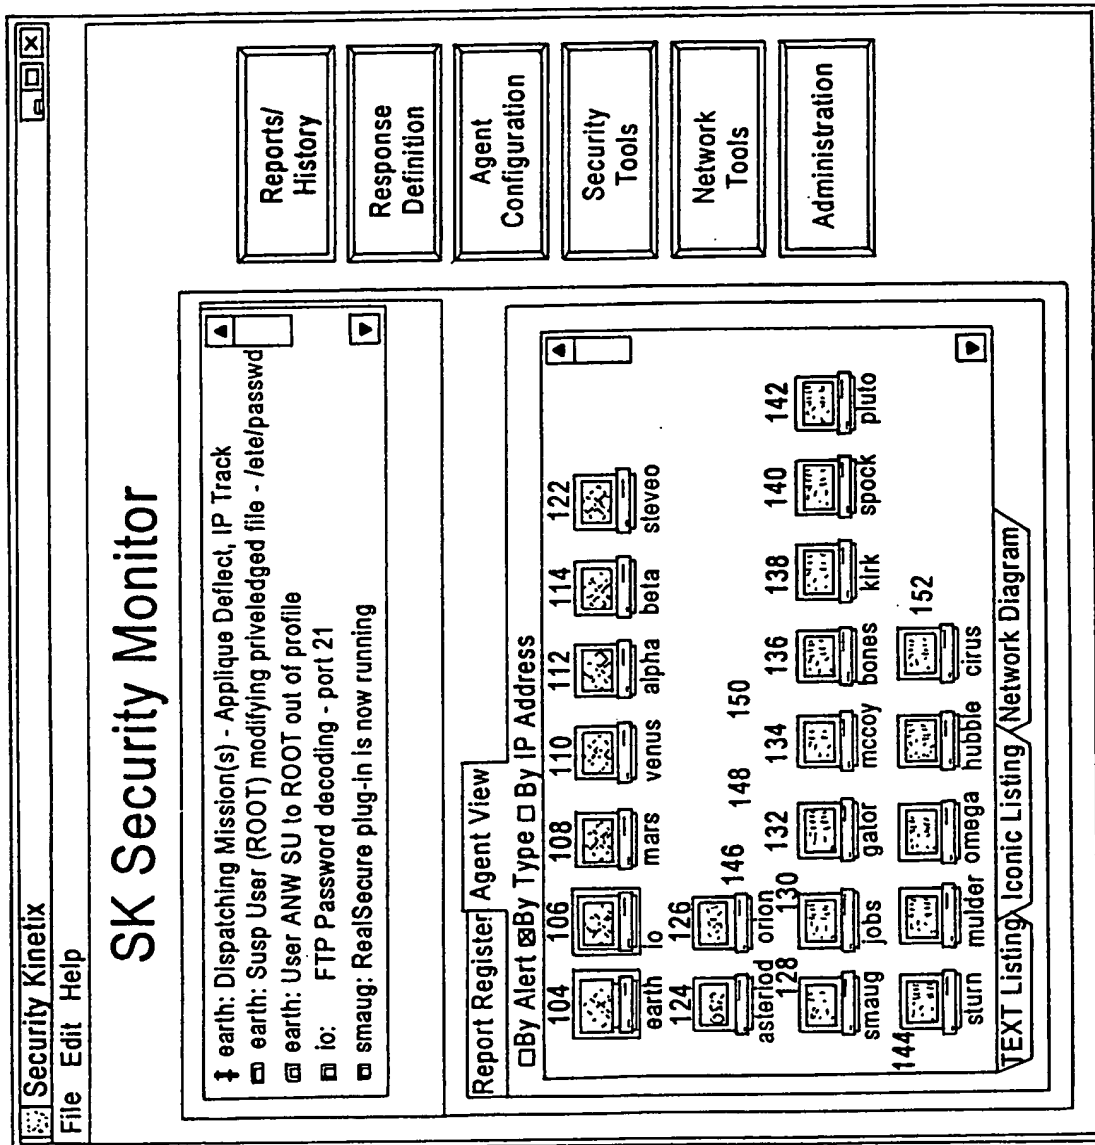 Security Kinetix
File Edit Help
SK Security Monitor
earth: Dispatching Mission(s) - Applique Deflect, IP Track
earth: Susp User (ROOT) modifying priveledged file - /ete/passwd
earth: User ANW SU to ROOT out of profile
io: FTP Password decoding - port 21
smaug: RealSecure plug-in is now running
Reports/
History
Response
Definition
Agent
Configuration
Security
Tools
Network
Tools
Administration
Report Register Agent View
By Alert By Type By IP Address
104 106 108 110 112 114 122
earth io mars venus alpha beta steveo
124 126 146 148 150
asteriod orion
128 130 132 134 136 138 140 142
smaug jobs gator mccoy bones kirk spock pluto
144 152
sturn mulder omega hubble cirus
TEXT Listing Iconic Listing Network Diagram